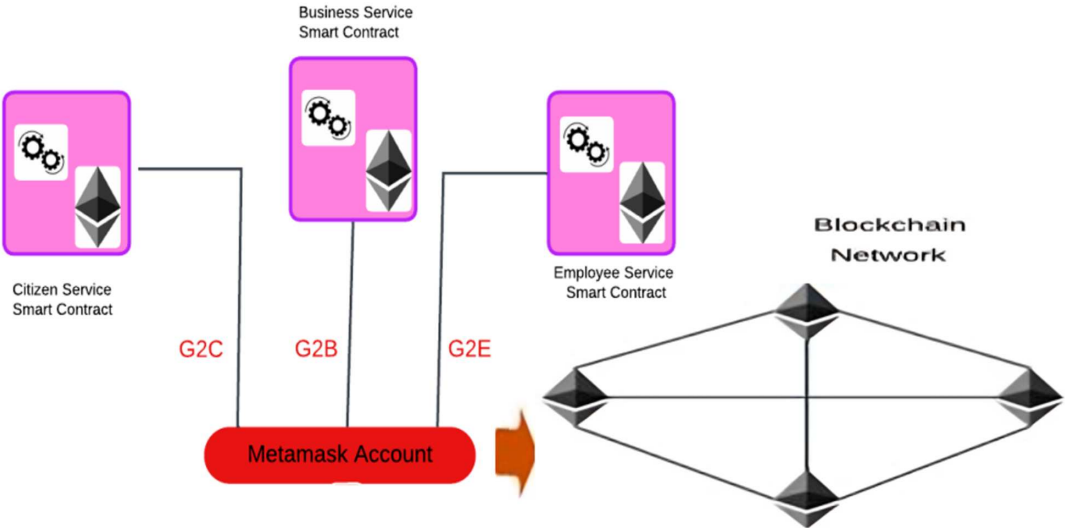 Business Service
Smart Contract
Citizen Service
Smart Contract
Employee Service
Smart Contract
Blockchain
Network
G2C
G2B
G2E
Metamask Account